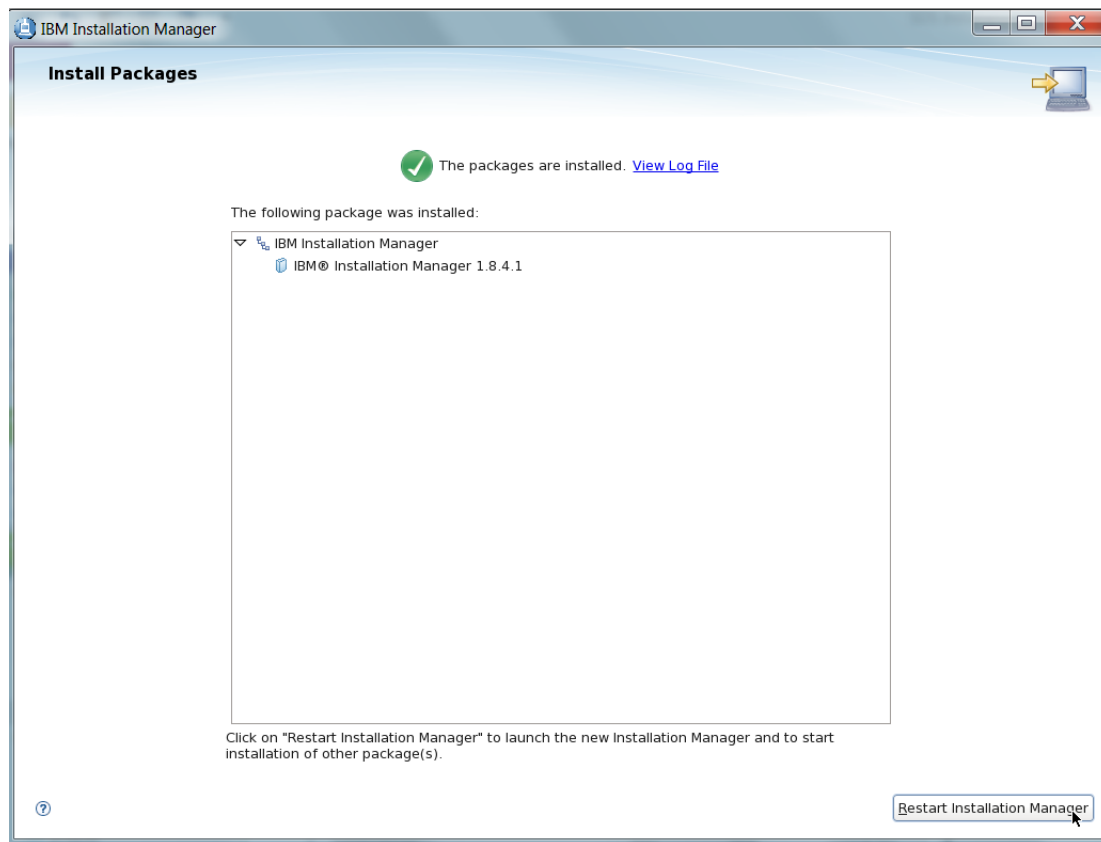 IBM Installation Manager
X
Install Packages
The packages are installed. View Log File
The following package was installed:
IBM Installation Manager
IBM® Installation Manager 1.8.4.1
Click on "Restart Installation Manager" to launch the new Installation Manager and to start
installation of other package(s).
?
Restart Installation Manager